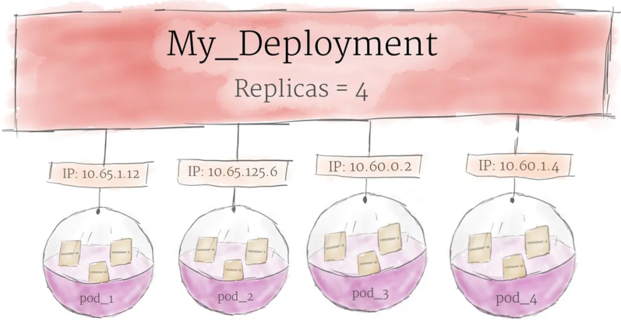 My_Deployment
Replicas = 4
IP: 10.65.1.12
IP: 10.65.125.6
IP: 10.60.0.2
IP: 10.60.1.4
pod_1
pod_2
pod_3
pod_4